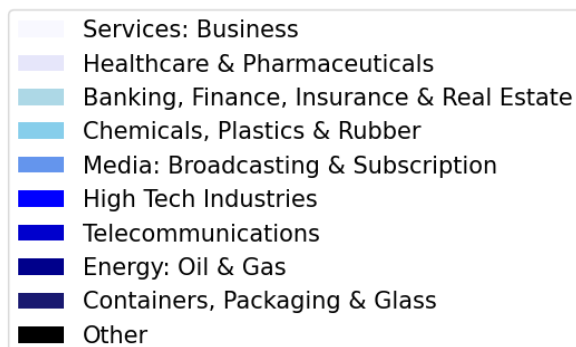 Services: Business
Healthcare & Pharmaceuticals
Banking, Finance, Insurance & Real Estate
Chemicals, Plastics & Rubber
Media: Broadcasting & Subscription
High Tech Industries
Telecommunications
Energy: Oil & Gas
Containers, Packaging & Glass
Other